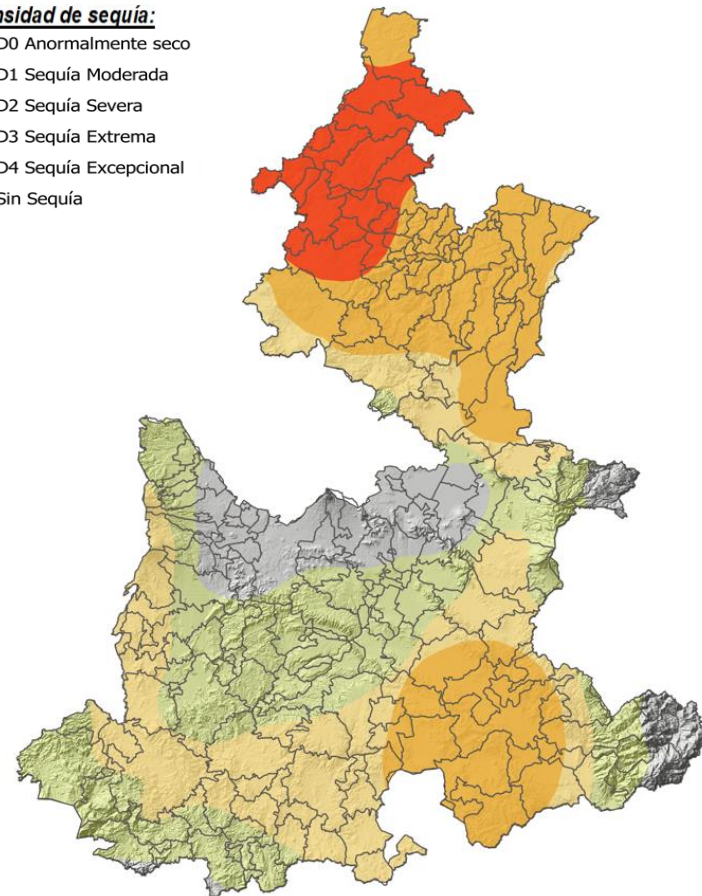 nsidad de sequía:
D0 Anormalmente seco
D1 Sequía Moderada
D2 Sequía Severa
D3 Sequía Extrema
D4 Sequía Excepcional
Sin Sequía